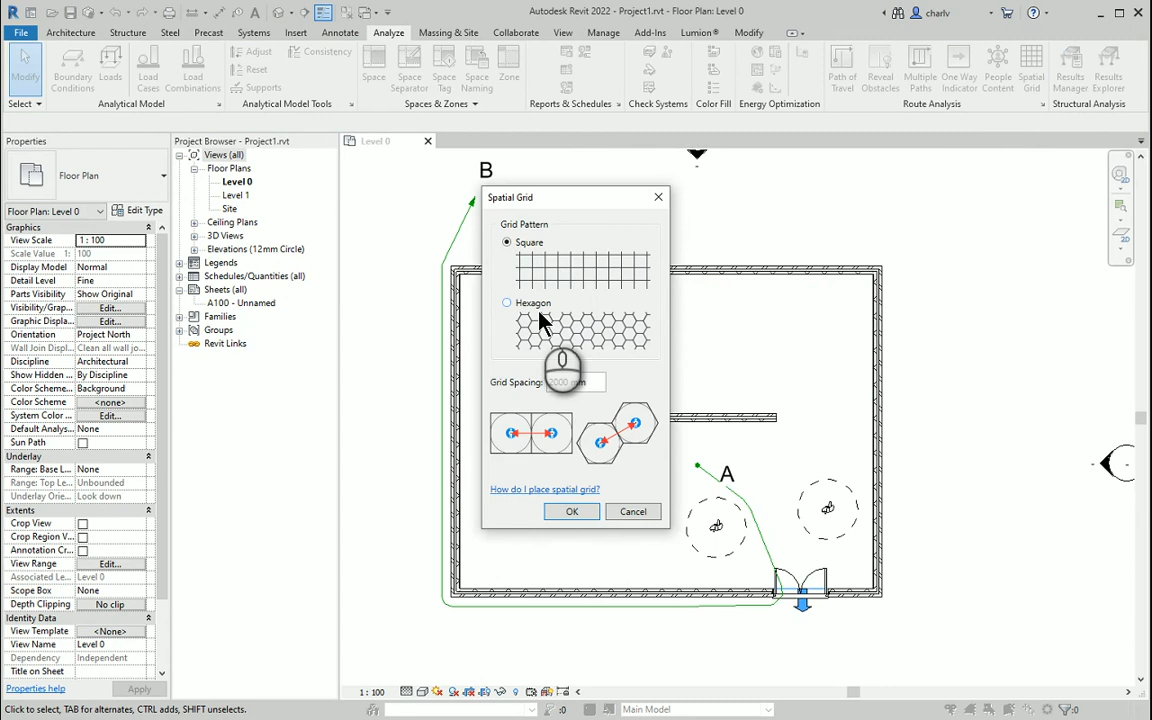 Autodesk Revit 2022 - Project1.rvt - Floor Plan: Level 0
charlv
File
Architecture
Structure
Steel
Precast
Systems
Insert
Annotate
Analyze
Massing & Site
Collaborate
View
Manage
Add-Ins
Lumion®
Modify
Modify
Boundary
Conditions
Loads
Load
Cases
Load
Combinations
Adjust
Reset
Supports
Consistency
Space
Space
Separator
Space
Tag
Space
Naming
Zone
Path of
Travel
Reveal
Obstacles
Multiple
Paths
One Way
Indicator
People
Content
Spatial
Grid
Results
Manager
Results
Explorer
Select
Analytical Model
Analytical Model Tools
Spaces & Zones
Reports & Schedules
Check Systems
Color Fill
Energy Optimization
Route Analysis
Structural Analysis
Properties
Floor Plan
Floor Plan: Level 0
Edit Type
Graphics
View Scale 1 : 100
Scale Value 1: 100
Display Model Normal
Detail Level Fine
Parts Visibility Show Original
Visibility/Grap... Edit...
Graphic Displa... Edit...
Orientation Project North
Wall Join Displ... Clean all wall jo...
Discipline Architectural
Show Hidden ... By Discipline
Color Scheme... Background
Color Scheme <none>
System Color ... Edit...
Default Analys... None
Sun Path
Underlay
Range: Base L... None
Range: Top Lev... Unbounded
Underlay Orie... Look down
Extents
Crop View
Crop Region V...
Annotation Cr...
View Range Edit...
Associated Le... Level 0
Scope Box None
Depth Clipping No clip
Identity Data
View Template <None>
View Name Level 0
Dependency Independent
Title on Sheet
Properties help
Apply
Project Browser - Project1.rvt
Views (all)
Floor Plans
Level 0
Level 1
Site
Ceiling Plans
3D Views
Elevations (12mm Circle)
Legends
Schedules/Quantities (all)
Sheets (all)
A100 - Unnamed
Families
Groups
Revit Links
Level 0
B
Spatial Grid
Grid Pattern
Square
Hexagon
Grid Spacing: 2000 mm
How do I place spatial grid?
OK
Cancel
A
1 : 100
Click to select, TAB for alternates, CTRL adds, SHIFT unselects.
:0
Main Model
:0